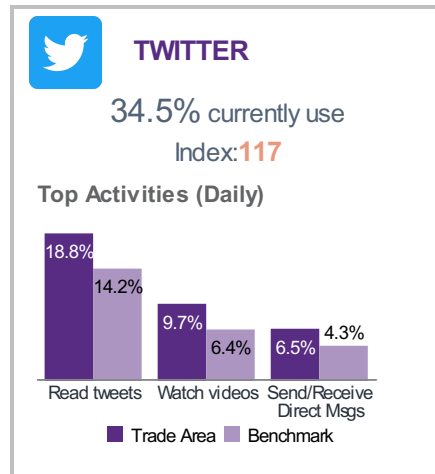 TWITTER
34.5% currently use
Index:117
Top Activities (Daily)
18.8%
14.2%
9.7%
6.4%
6.5%
4.3%
Read tweets
Watch videos
Send/Receive
Direct Msgs
Trade Area
Benchmark